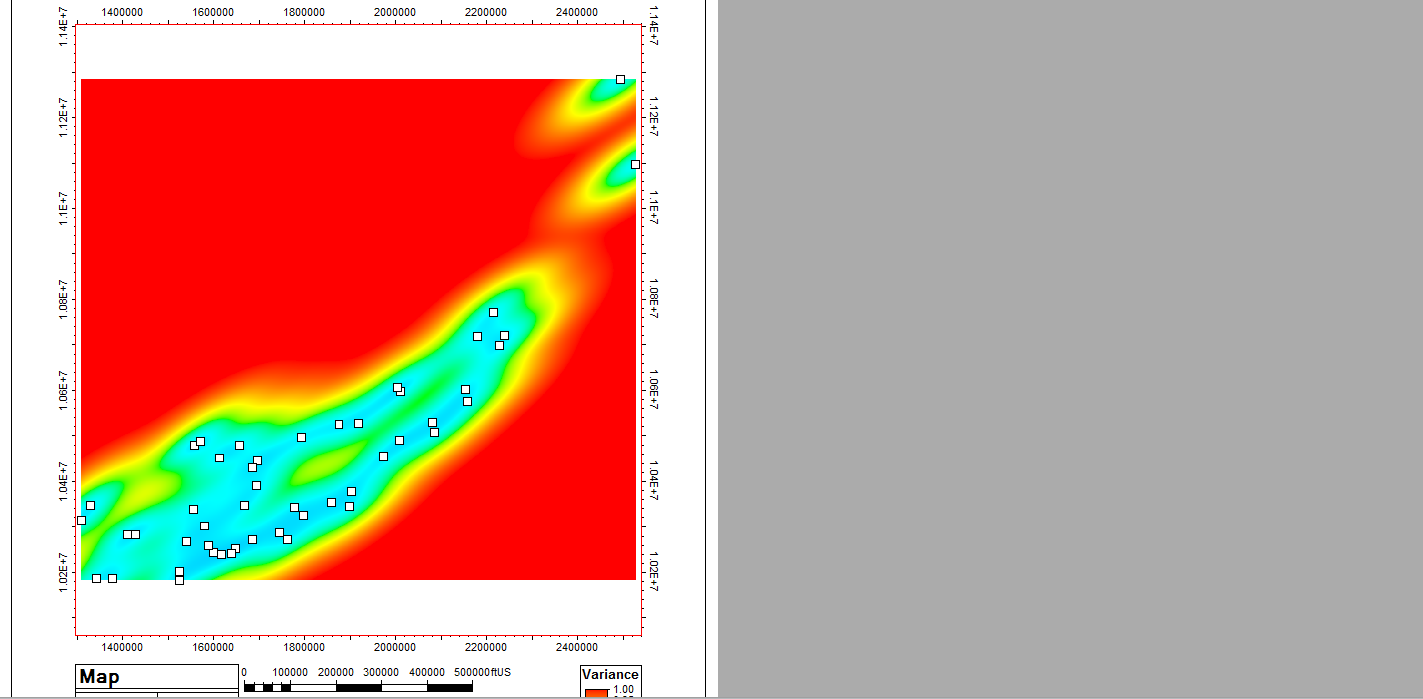 1400000 1600000 1800000 2000000 2200000 2400000
1.14E+7 1.14E+7
1.12E+7 1.12E+7
1.1E+7 1.1E+7
1.08E+7 1.08E+7
1.06E+7 1.06E+7
1.04E+7 1.04E+7
1.02E+7 1.02E+7
1400000 1600000 1800000 2000000 2200000 2400000
Map
0 100000 200000 300000 400000 500000ftUS
Variance
1.00